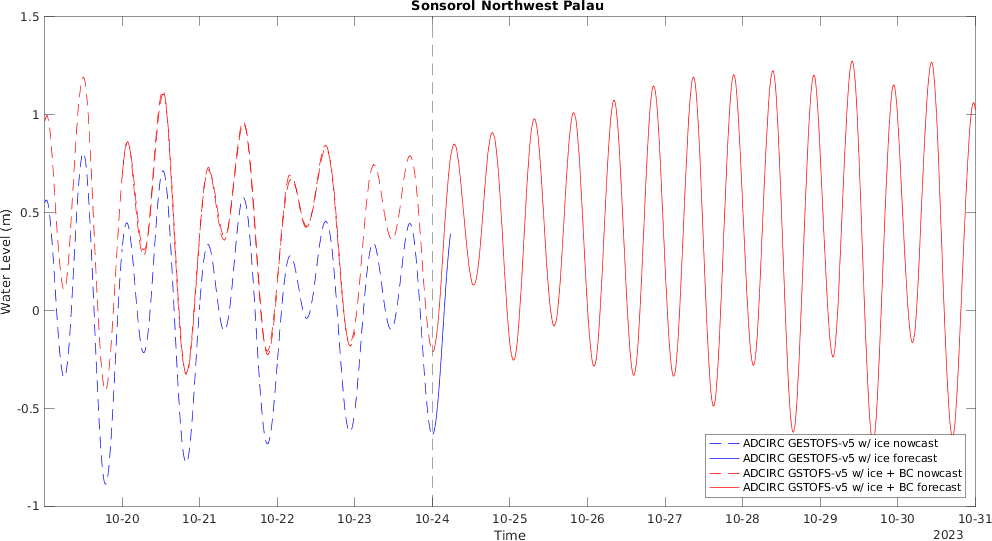 Sonsorol Northwest Palau
1.5
1
0.5
0
-0.5
-1
Water Level (m)
10-20 10-21 10-22 10-23 10-24 10-25 10-26 10-27 10-28 10-29 10-30 10-31
Time
2023
ADCIRC GESTOFS-v5 w/ ice nowcast
ADCIRC GESTOFS-v5 w/ ice forecast
ADCIRC GSTOFS-v5 w/ ice + BC nowcast
ADCIRC GSTOFS-v5 w/ ice + BC forecast